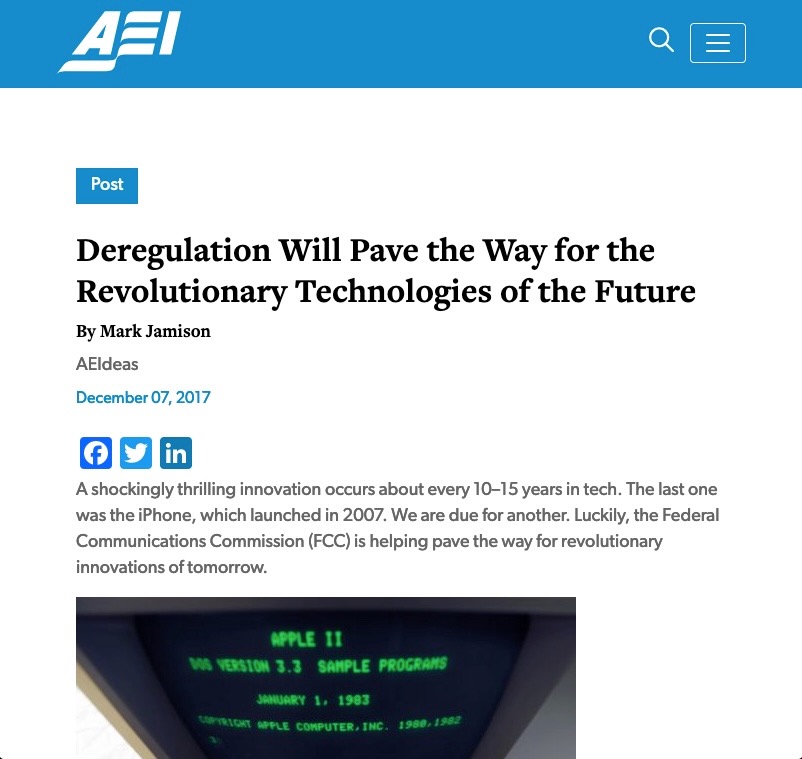 AEI
Post
Deregulation Will Pave the Way for the
Revolutionary Technologies of the Future
By Mark Jamison
AEIdeas
December 07, 2017
A shockingly thrilling innovation occurs about every 10–15 years in tech. The last one
was the iPhone, which launched in 2007. We are due for another. Luckily, the Federal
Communications Commission (FCC) is helping pave the way for revolutionary
innovations of tomorrow.
APPLE II
DOS VERSION 3.3 SAMPLE PROGRAMS
JANUARY 1, 1983
COPYRIGHT APPLE COMPUTER,INC. 1980,1982